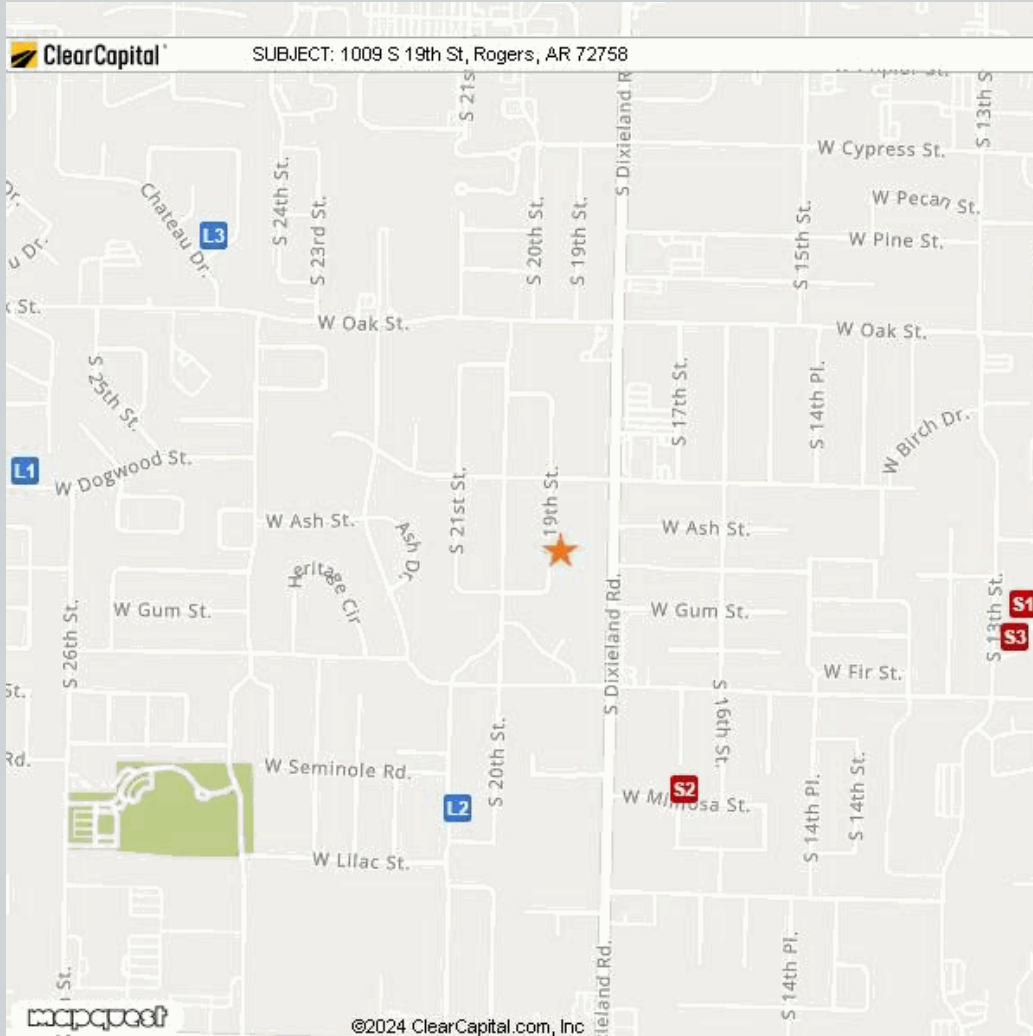 ClearCapital
SUBJECT: 1009 S 19th St, Rogers, AR 72758
S 21st
S Dixieland R
S 13th S
W Cypress St.
W Pecan St.
Dr.
Chateau Dr.
S 24th St.
S 23rd St.
S 20th St.
S 19th St.
S 15th St.
W Pine St.
L3
u Dr.
k St.
W Oak St.
W Oak St.
S 25th St.
S 17th St.
S 14th Pl.
W Birch Dr.
L1
W Dogwood St.
S 21st St.
19th St.
W Ash St.
Ash Dr.
W Ash St.
Heritage Cir
W Gum St.
W Gum St.
S 26th St.
S Dixieland Rd.
S 13th St.
S1
S3
W Fir St.
St.
S 16th St.
Rd.
W Seminole Rd.
S 20th St.
L2
S2
W Mimosa St.
S 14th Pl.
S 14th St.
W Lilac St.
St.
ieland Rd.
S 14th Pl.
mapquest
©2024 ClearCapital.com, Inc